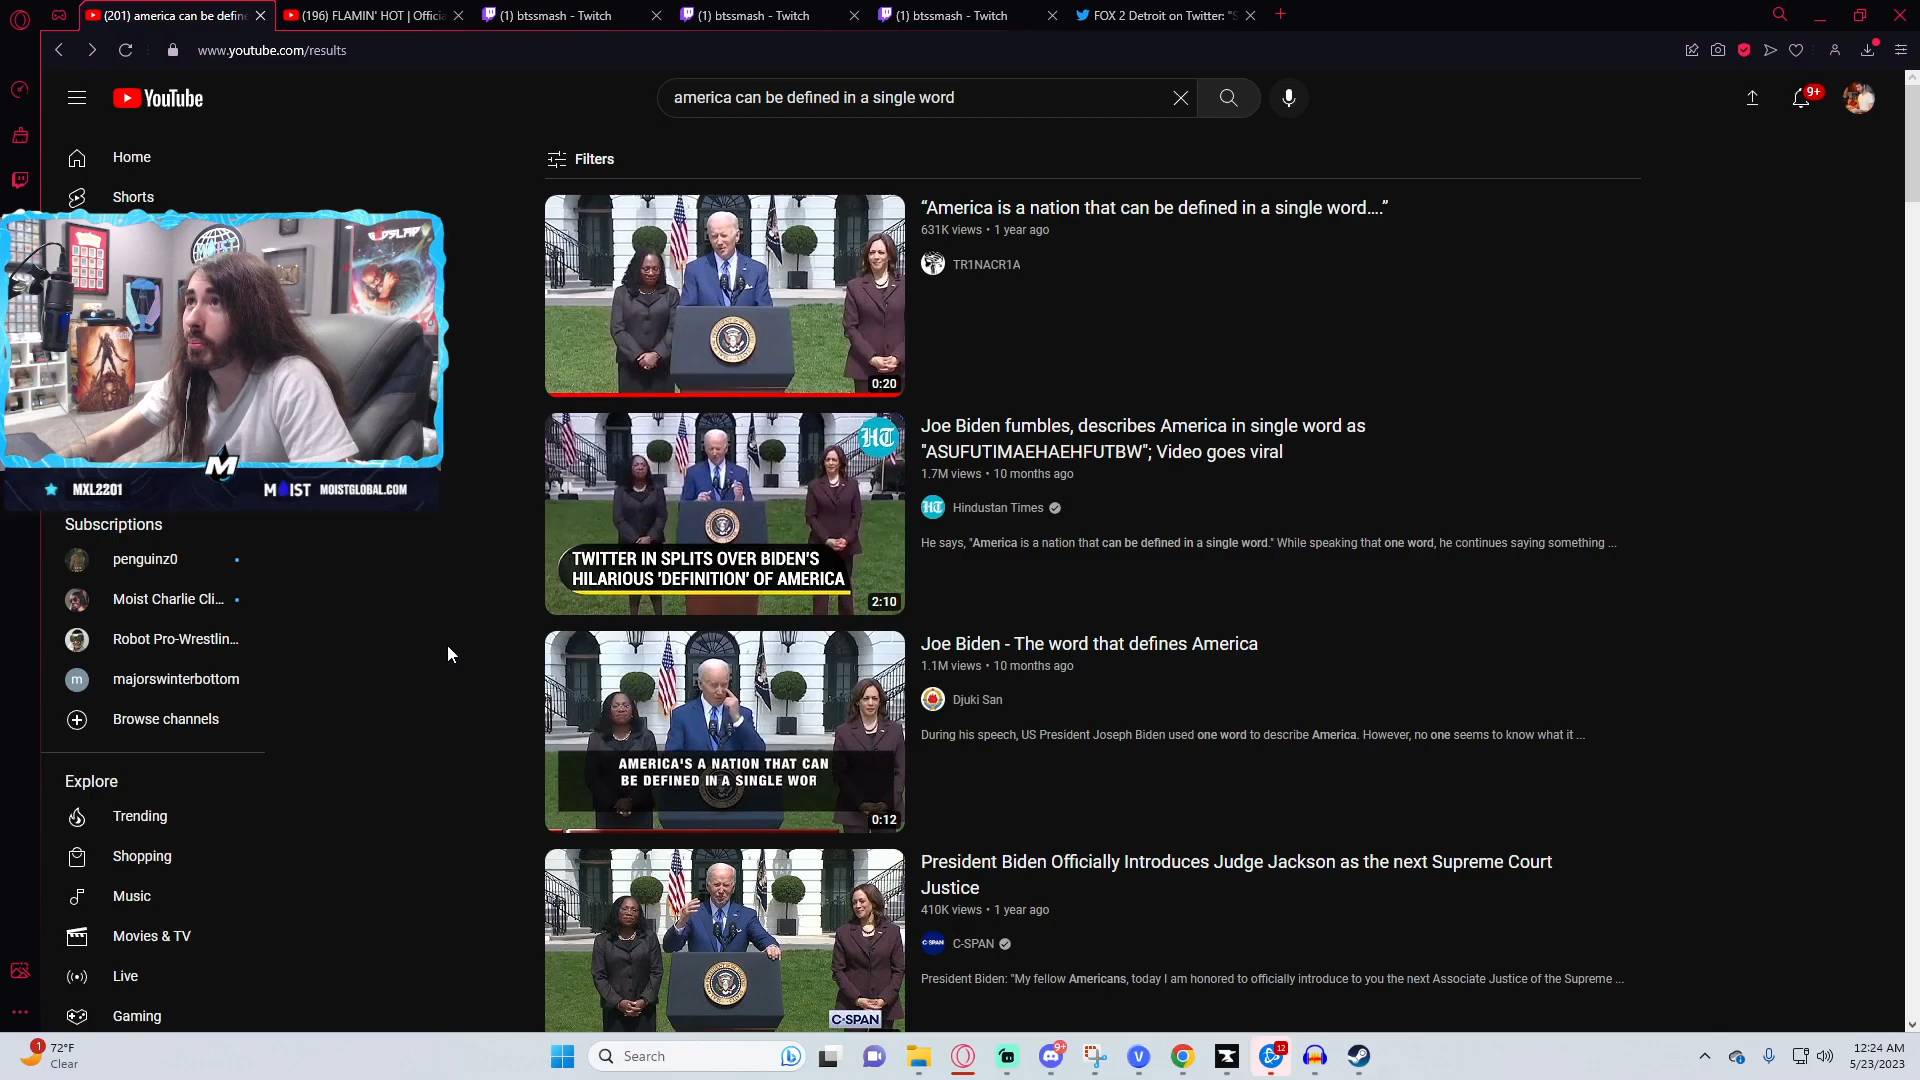 (201) america can be define
(196) FLAMIN' HOT | Officia
(1) btssmash - Twitch
(1) btssmash - Twitch
(1) btssmash - Twitch
FOX 2 Detroit on Twitter: "S
www.youtube.com/results
YouTube
america can be defined in a single word
9+
Home
Shorts
Filters
“America is a nation that can be defined in a single word....”
631K views • 1 year ago
TR1NACR1A
0:20
GODSLAP
M
MXL2201
MOIST
MOISTGLOBAL.COM
Joe Biden fumbles, describes America in single word as
"ASUFUTIMAEHAEHFUTBW"; Video goes viral
1.7M views • 10 months ago
HT
Hindustan Times
He says, "America is a nation that can be defined in a single word." While speaking that one word, he continues saying something ...
HT
TWITTER IN SPLITS OVER BIDEN'S
HILARIOUS 'DEFINITION' OF AMERICA
2:10
Subscriptions
penguinz0
Moist Charlie Cli...
Robot Pro-Wrestlin...
m
majorswinterbottom
Browse channels
Joe Biden - The word that defines America
1.1M views • 10 months ago
Djuki San
During his speech, US President Joseph Biden used one word to describe America. However, no one seems to know what it ...
AMERICA'S A NATION THAT CAN
BE DEFINED IN A SINGLE WOR
0:12
Explore
Trending
Shopping
Music
Movies & TV
Live
Gaming
President Biden Officially Introduces Judge Jackson as the next Supreme Court
Justice
410K views • 1 year ago
C-SPAN
C-SPAN
President Biden: "My fellow Americans, today I am honored to officially introduce to you the next Associate Justice of the Supreme ...
C-SPAN
1
72°F
Clear
Search
9+
V
12
12:24 AM
5/23/2023